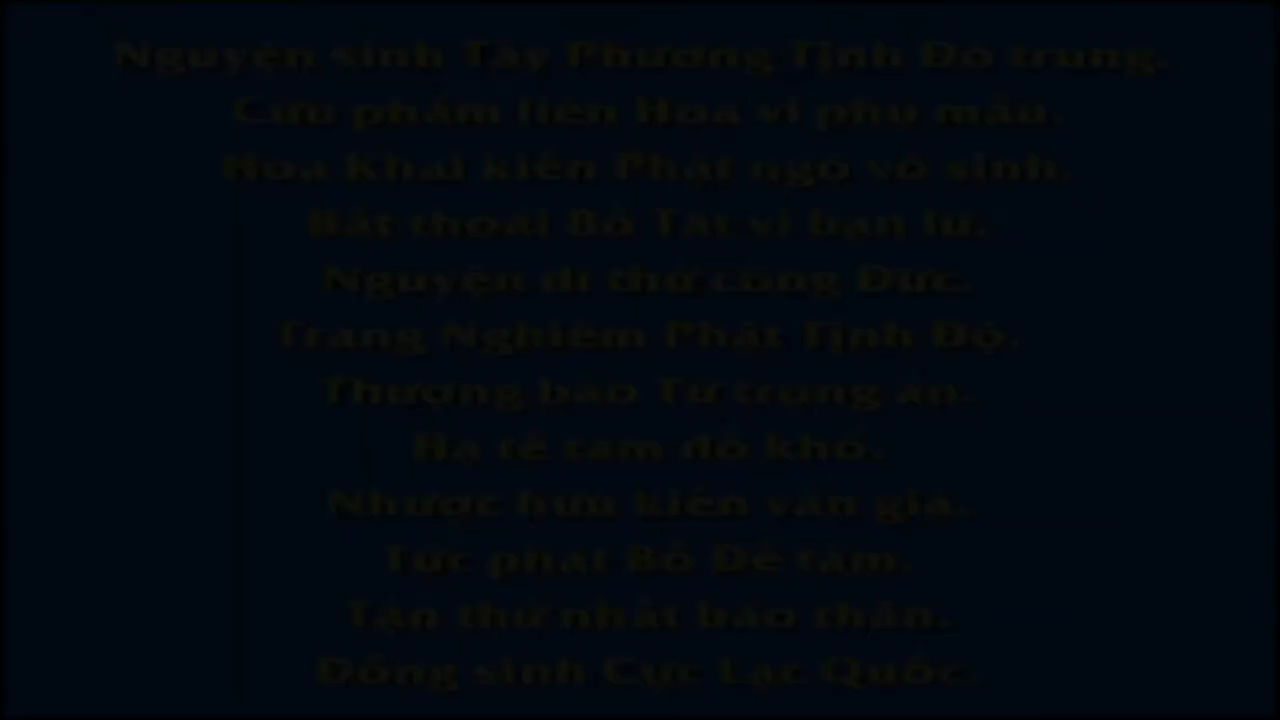 Nguyện sinh Tây Phương Tịnh Độ trung.
Cửu phẩm liên Hoa vi phụ mẫu.
Hoa Khai kiến Phật ngộ vô sinh.
Bất thoái Bồ Tát vi bạn lữ.
Nguyện dĩ thử công Đức.
Trang Nghiêm Phật Tịnh Độ.
Thượng báo Tứ trọng ân.
Hạ tế tam đồ khổ.
Nhược hữu kiến văn giả.
Tức phát Bồ Đề tâm.
Tận thử nhất báo thân.
Đồng sinh Cực Lạc Quốc.